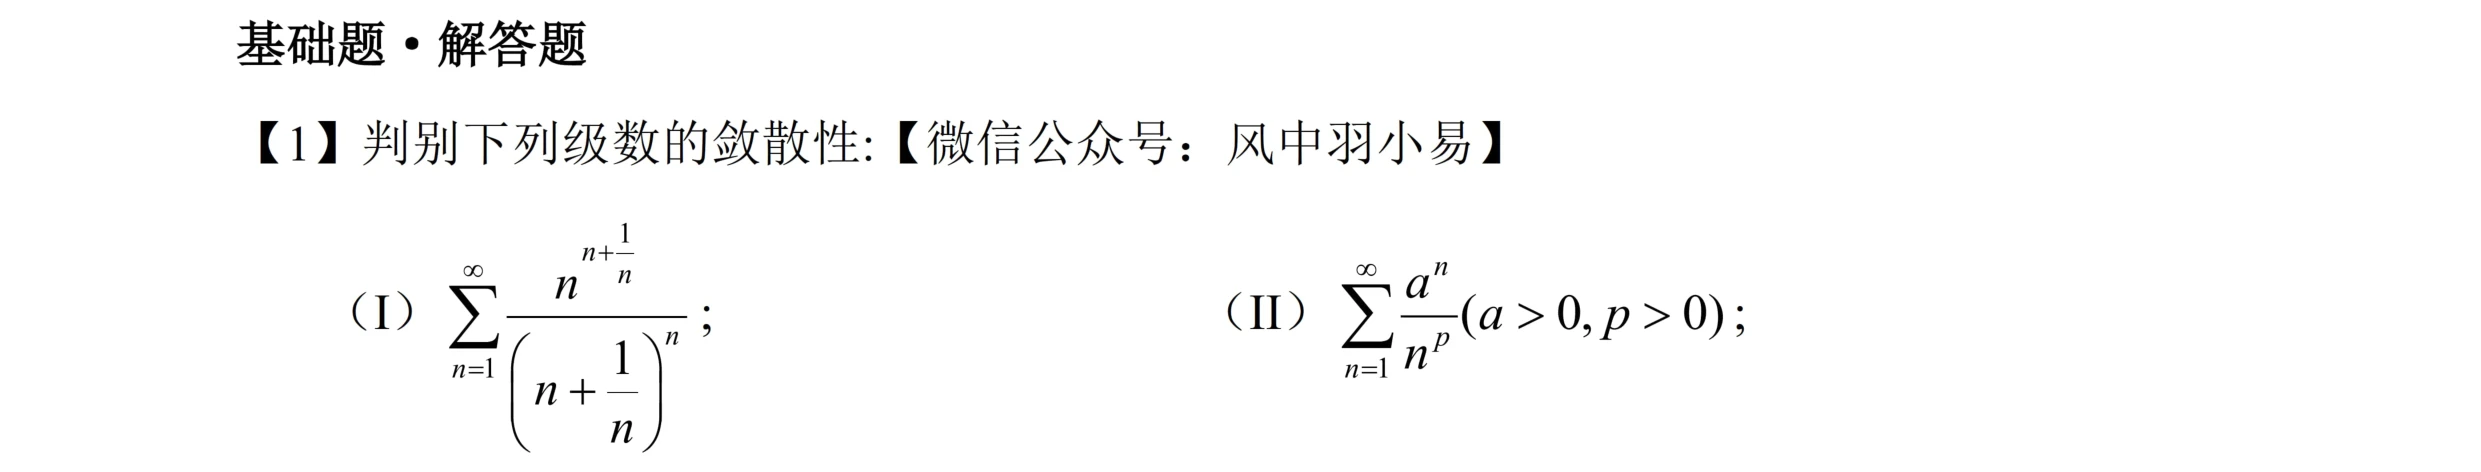 基础题·解答题
【1】判别下列级数的敛散性:【微信公众号：风中羽小易】
（I） $\sum_{n=1}^{\infty} \frac{n^{n+\frac{1}{n}}}{\left(n+\frac{1}{n}\right)^{n}}$ ; （II） $\sum_{n=1}^{\infty} \frac{a^{n}}{n^{p}}(a>0, p>0)$ ;